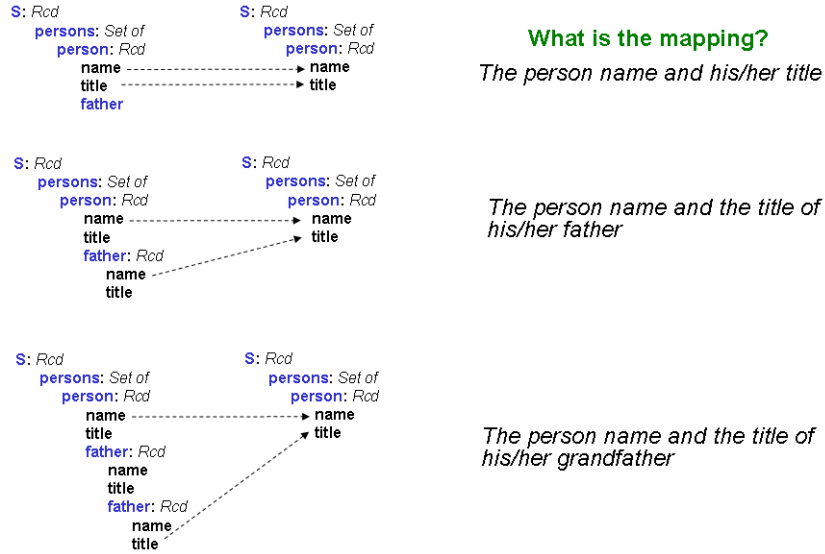 S: Rcd
persons: Set of
person: Rcd
name
title
father
S: Rcd
persons: Set of
person: Rcd
name
title
What is the mapping?
The person name and his/her title
S: Rcd
persons: Set of
person: Rcd
name
title
father: Rcd
name
title
S: Rcd
persons: Set of
person: Rcd
name
title
The person name and the title of
his/her father
S: Rcd
persons: Set of
person: Rcd
name
title
father: Rcd
name
title
father: Rcd
name
title
S: Rcd
persons: Set of
person: Rcd
name
title
The person name and the title of
his/her grandfather